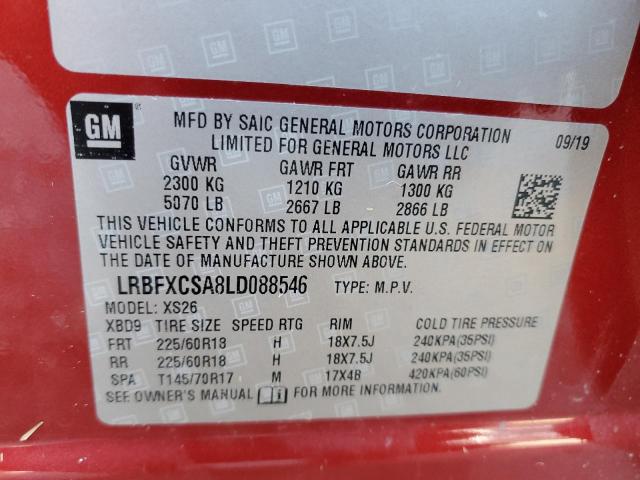 GM
MFD BY SAIC GENERAL MOTORS CORPORATION 09/19
LIMITED FOR GENERAL MOTORS LLC
GVWR GAWR FRT GAWR RR
2300 KG 1210 KG 1300 KG
5070 LB 2667 LB 2866 LB
THIS VEHICLE CONFORMS TO ALL APPLICABLE U.S. FEDERAL MOTOR
VEHICLE SAFETY AND THEFT PREVENTION STANDARDS IN EFFECT ON
THE DATE OF MANUFACTURE SHOWN ABOVE.
LRBFXCSA8LD088546 TYPE: M.P.V.
MODEL: XS26
XBD9 TIRE SIZE SPEED RTG RIM COLD TIRE PRESSURE
FRT 225/60R18 H 18X7.5J 240KPA(35PSI)
RR 225/60R18 H 18X7.5J 240KPA(35PSI)
SPA T145/70R17 M 17X4B 420KPA(60PSI)
SEE OWNER'S MANUAL FOR MORE INFORMATION.